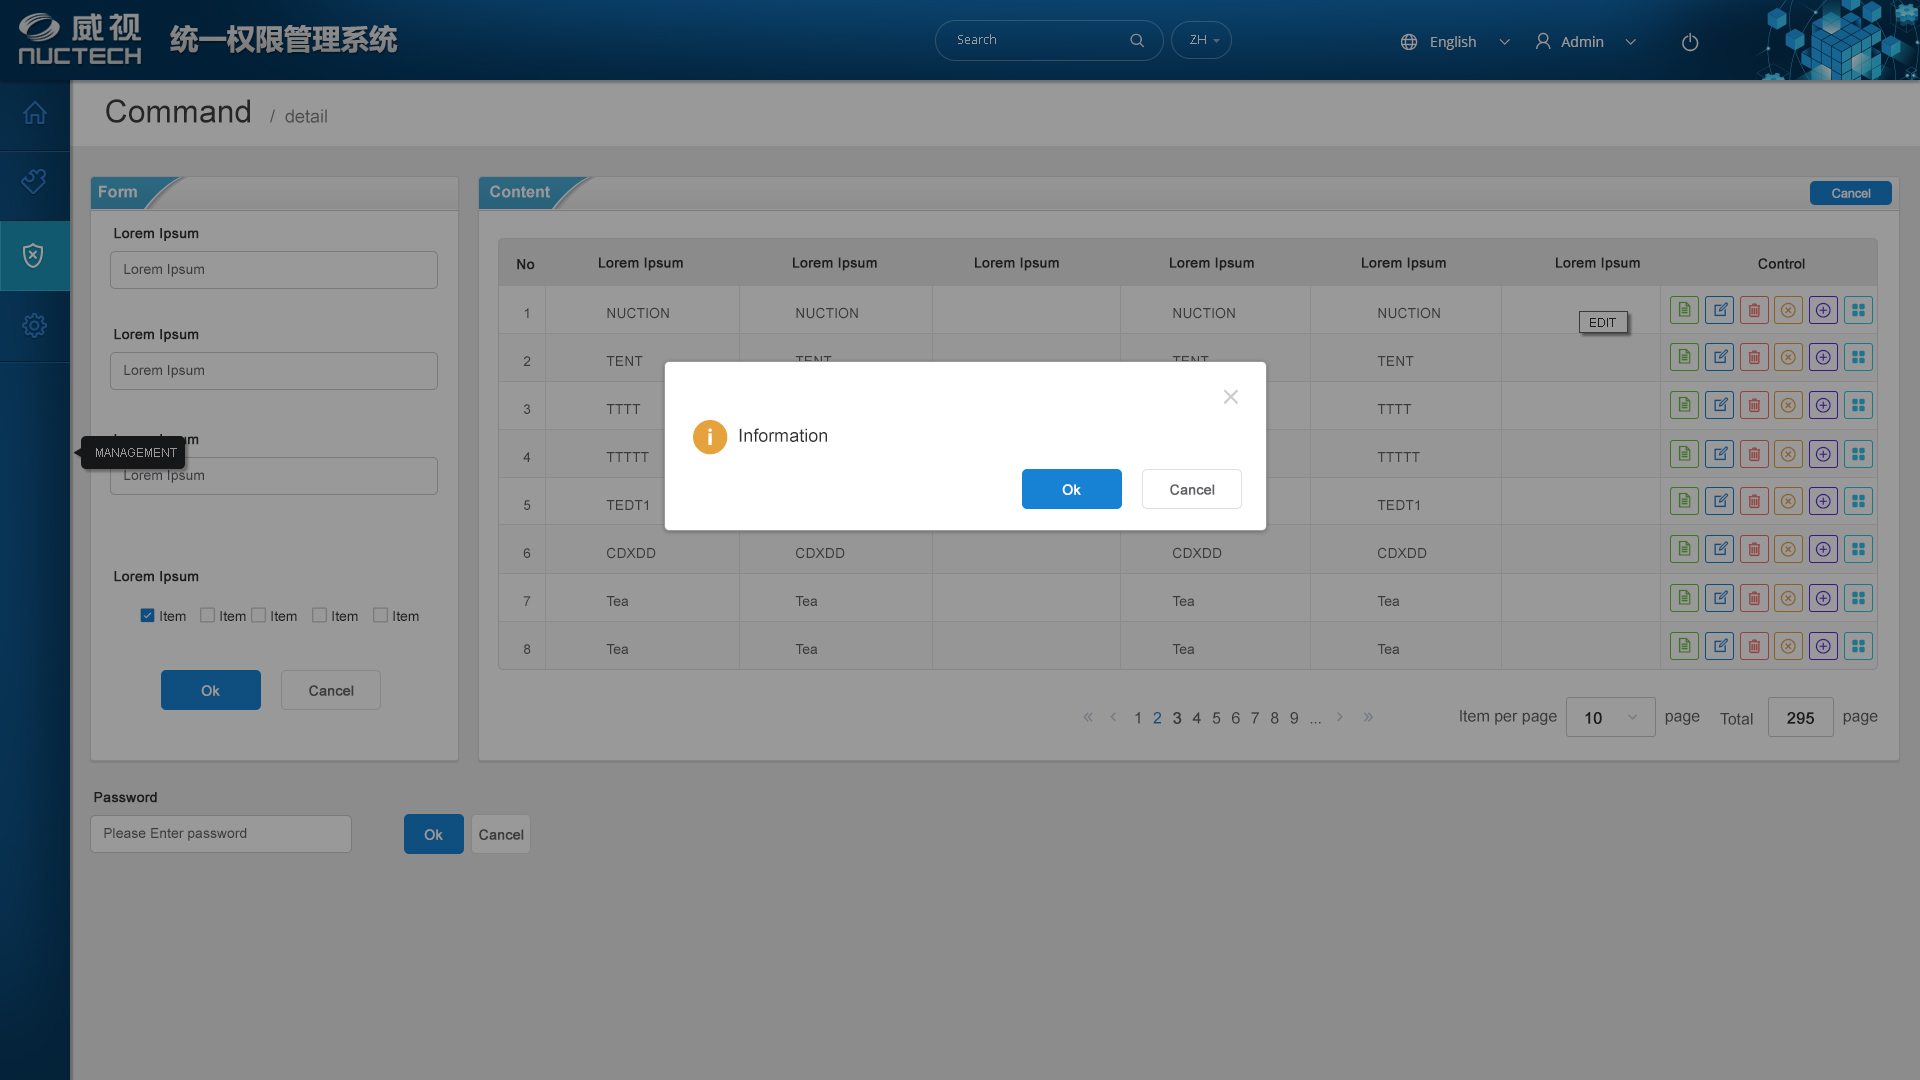 威视
NUCTECH
统一权限管理系统
Search
ZH
English
Admin
Command / detail
Form
Lorem Ipsum
Lorem Ipsum
Lorem Ipsum
Lorem Ipsum
MANAGEMENT
Lorem Ipsum
Lorem Ipsum
Item Item Item Item Item
Ok Cancel
Content
Cancel
No Lorem Ipsum Lorem Ipsum Lorem Ipsum Lorem Ipsum Lorem Ipsum Lorem Ipsum Control
1 NUCTION NUCTION NUCTION NUCTION
EDIT
2 TENT TENT TENT TENT
3 TTTT TTTT
4 TTTTT TTTTT
5 TEDT1 TEDT1
6 CDXDD CDXDD CDXDD CDXDD
7 Tea Tea Tea Tea
8 Tea Tea Tea Tea
Information
Ok Cancel
« < 1 2 3 4 5 6 7 8 9 ... > »
Item per page 10 page Total 295 page
Password
Please Enter password
Ok Cancel